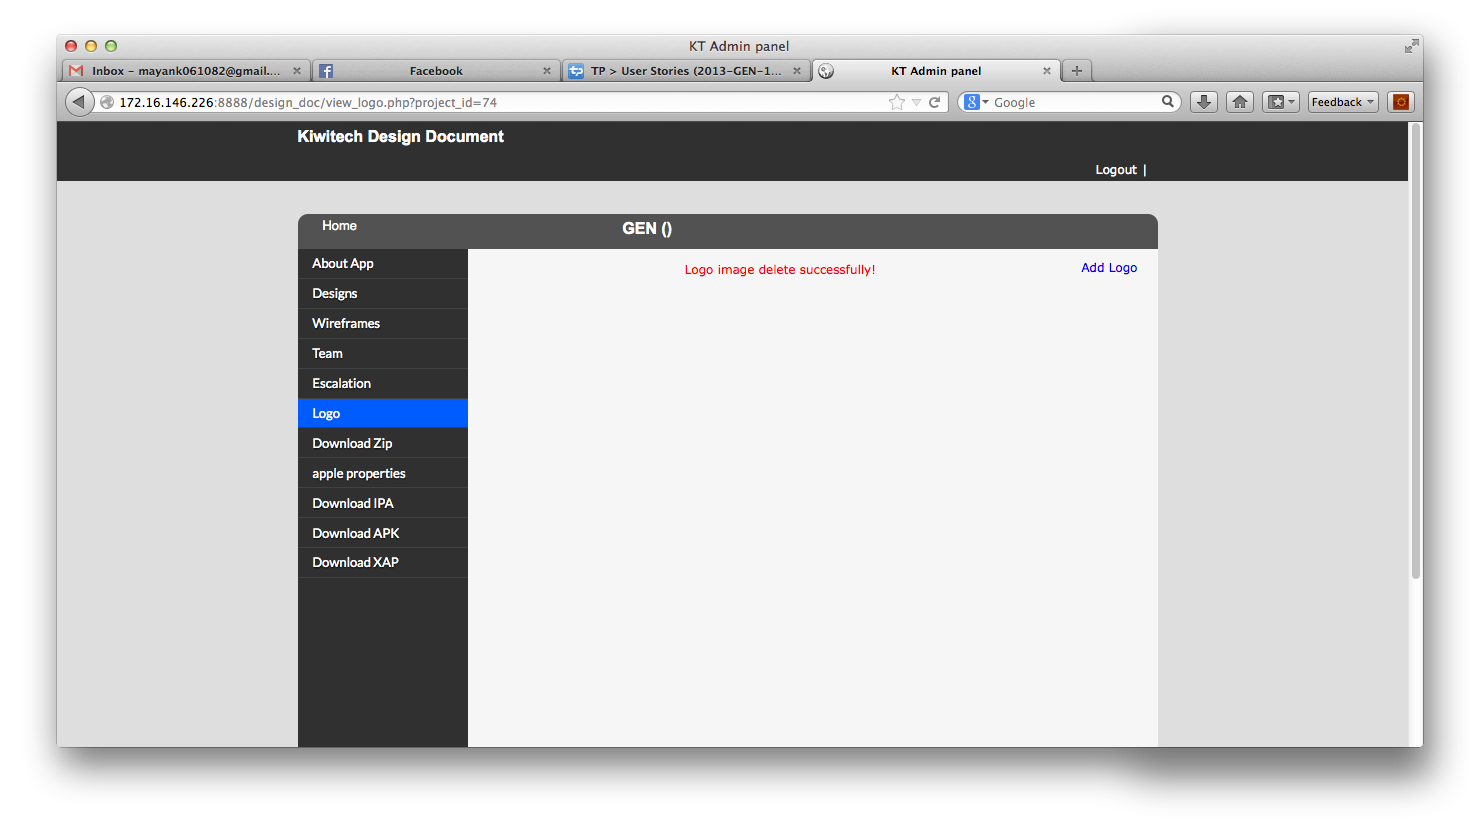 KT Admin panel
Inbox – mayank061082@gmail.... Facebook TP > User Stories (2013-GEN-1... KT Admin panel
172.16.146.226:8888/design_doc/view_logo.php?project_id=74 Google Feedback
Kiwitech Design Document
Logout |
Home GEN ()
About App
Logo image delete successfully! Add Logo
Designs
Wireframes
Team
Escalation
Logo
Download Zip
apple properties
Download IPA
Download APK
Download XAP